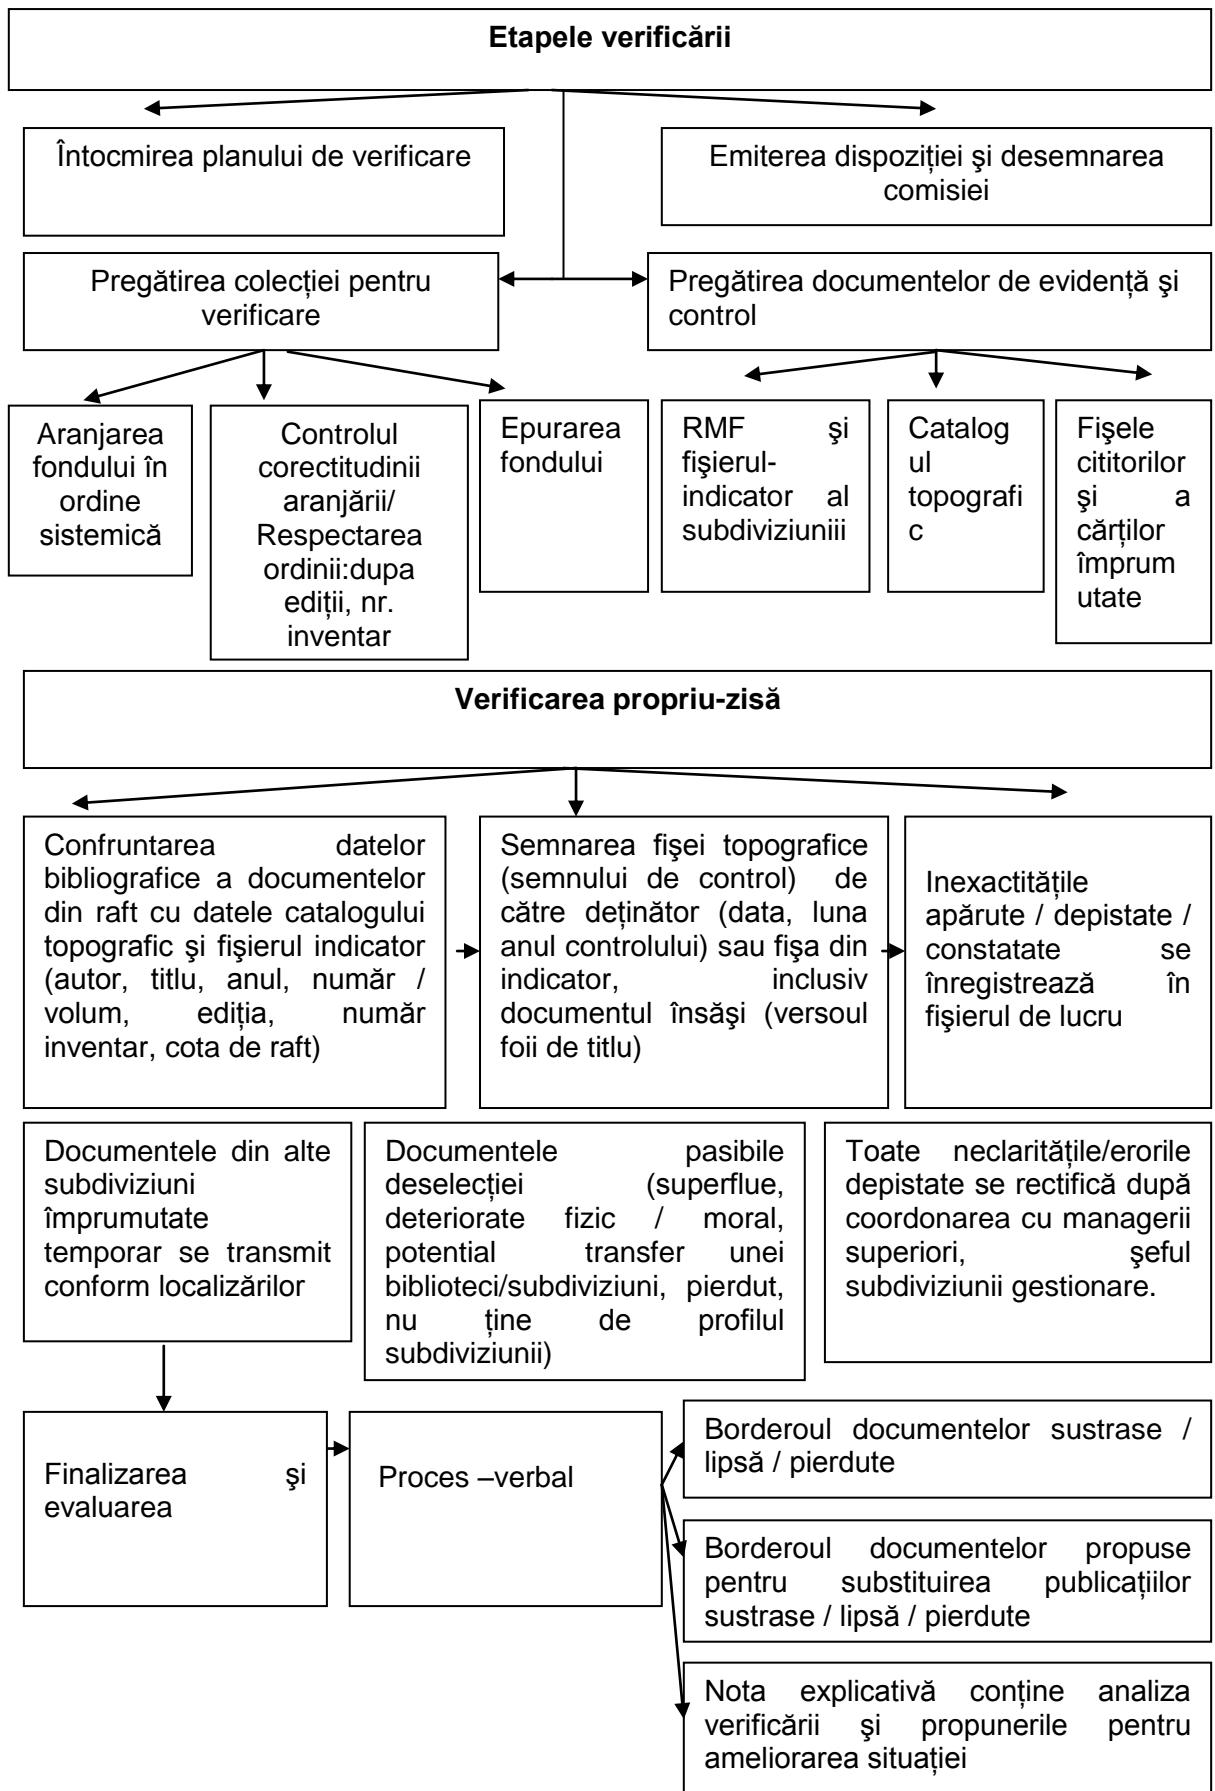 Etapele verificării
Întocmirea planului de verificare
Emiterea dispoziției şi desemnarea
comisiei
Pregătirea colecției pentru
verificare
Pregătirea documentelor de evidență şi
control
Aranjarea
fondului în
ordine
sistemică
Controlul
corectitudinii
aranjării/
Respectarea
ordinii:dupa
ediții, nr.
inventar
Epurarea
fondului
RMF şi
fişierul-
indicator al
subdiviziuniii
Catalog
ul
topografi
c
Fişele
cititorilor
şi a
cărților
împrum
utate
Verificarea propriu-zisă
Confruntarea datelor
bibliografice a documentelor
din raft cu datele catalogului
topografic şi fişierul indicator
(autor, titlu, anul, număr /
volum, ediția, număr
inventar, cota de raft)
Semnarea fişei topografice
(semnului de control) de
către deținător (data, luna
anul controlului) sau fişa din
indicator, inclusiv
documentul însăşi (versoul
foii de titlu)
Inexactitățile
apărute / depistate /
constatate se
înregistrează în
fişierul de lucru
Documentele din alte
subdiviziuni
împrumutate
temporar se transmit
conform localizărilor
Documentele pasibile
deselecției (superflue,
deteriorate fizic / moral,
potential transfer unei
biblioteci/subdiviziuni, pierdut,
nu ține de profilul
subdiviziunii)
Toate neclaritățile/erorile
depistate se rectifică după
coordonarea cu managerii
superiori, şeful
subdiviziunii gestionare.
Finalizarea şi
evaluarea
Proces –verbal
Borderoul documentelor sustrase /
lipsă / pierdute
Borderoul documentelor propuse
pentru substituirea publicațiilor
sustrase / lipsă / pierdute
Nota explicativă conține analiza
verificării şi propunerile pentru
ameliorarea situației